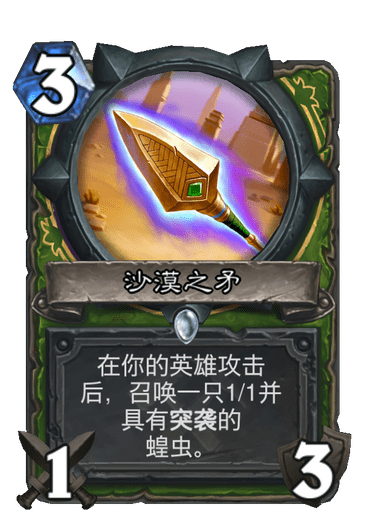 3
沙漠之矛
在你的英雄攻击
后，召唤一只1/1并
具有突袭的
蝗虫。
1
3